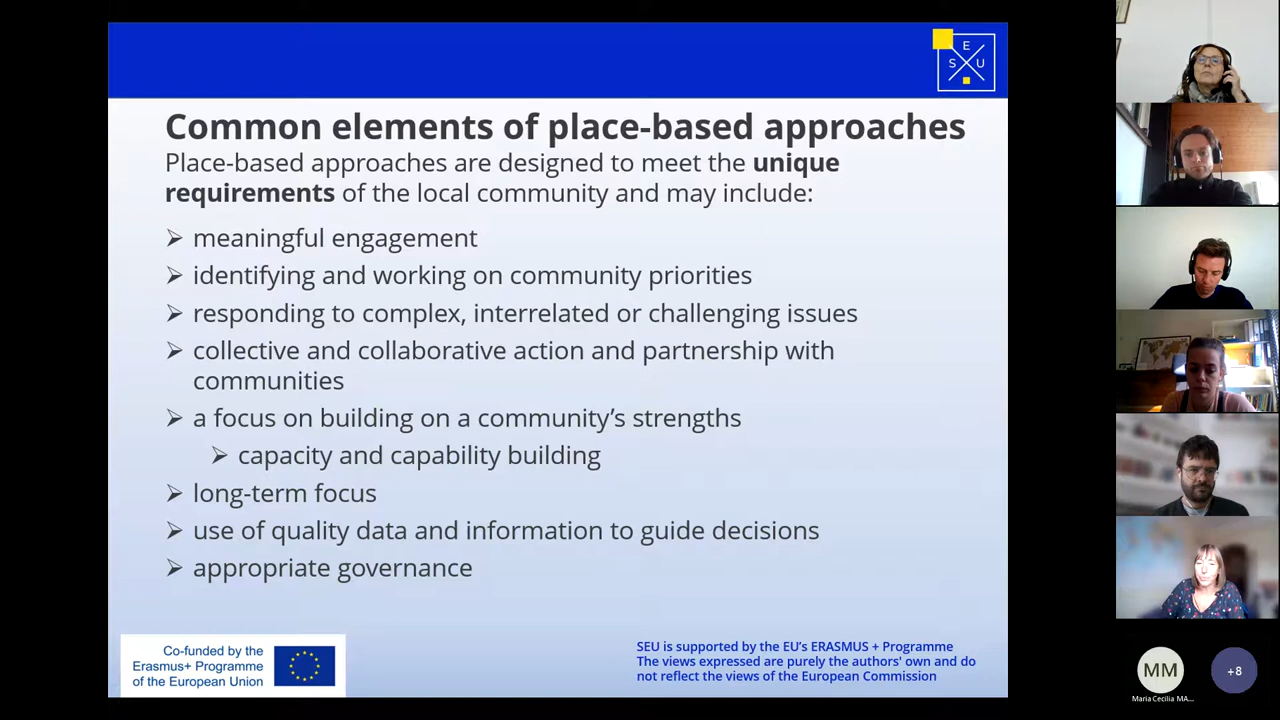 E
S U
Common elements of place-based approaches
Place-based approaches are designed to meet the unique
requirements of the local community and may include:
meaningful engagement
identifying and working on community priorities
responding to complex, interrelated or challenging issues
collective and collaborative action and partnership with
communities
a focus on building on a community’s strengths
capacity and capability building
long-term focus
use of quality data and information to guide decisions
appropriate governance
Co-funded by the
Erasmus+ Programme
of the European Union
SEU is supported by the EU's ERASMUS + Programme
The views expressed are purely the authors' own and do
not reflect the views of the European Commission
MM
+8
Maria Cecilia MA...